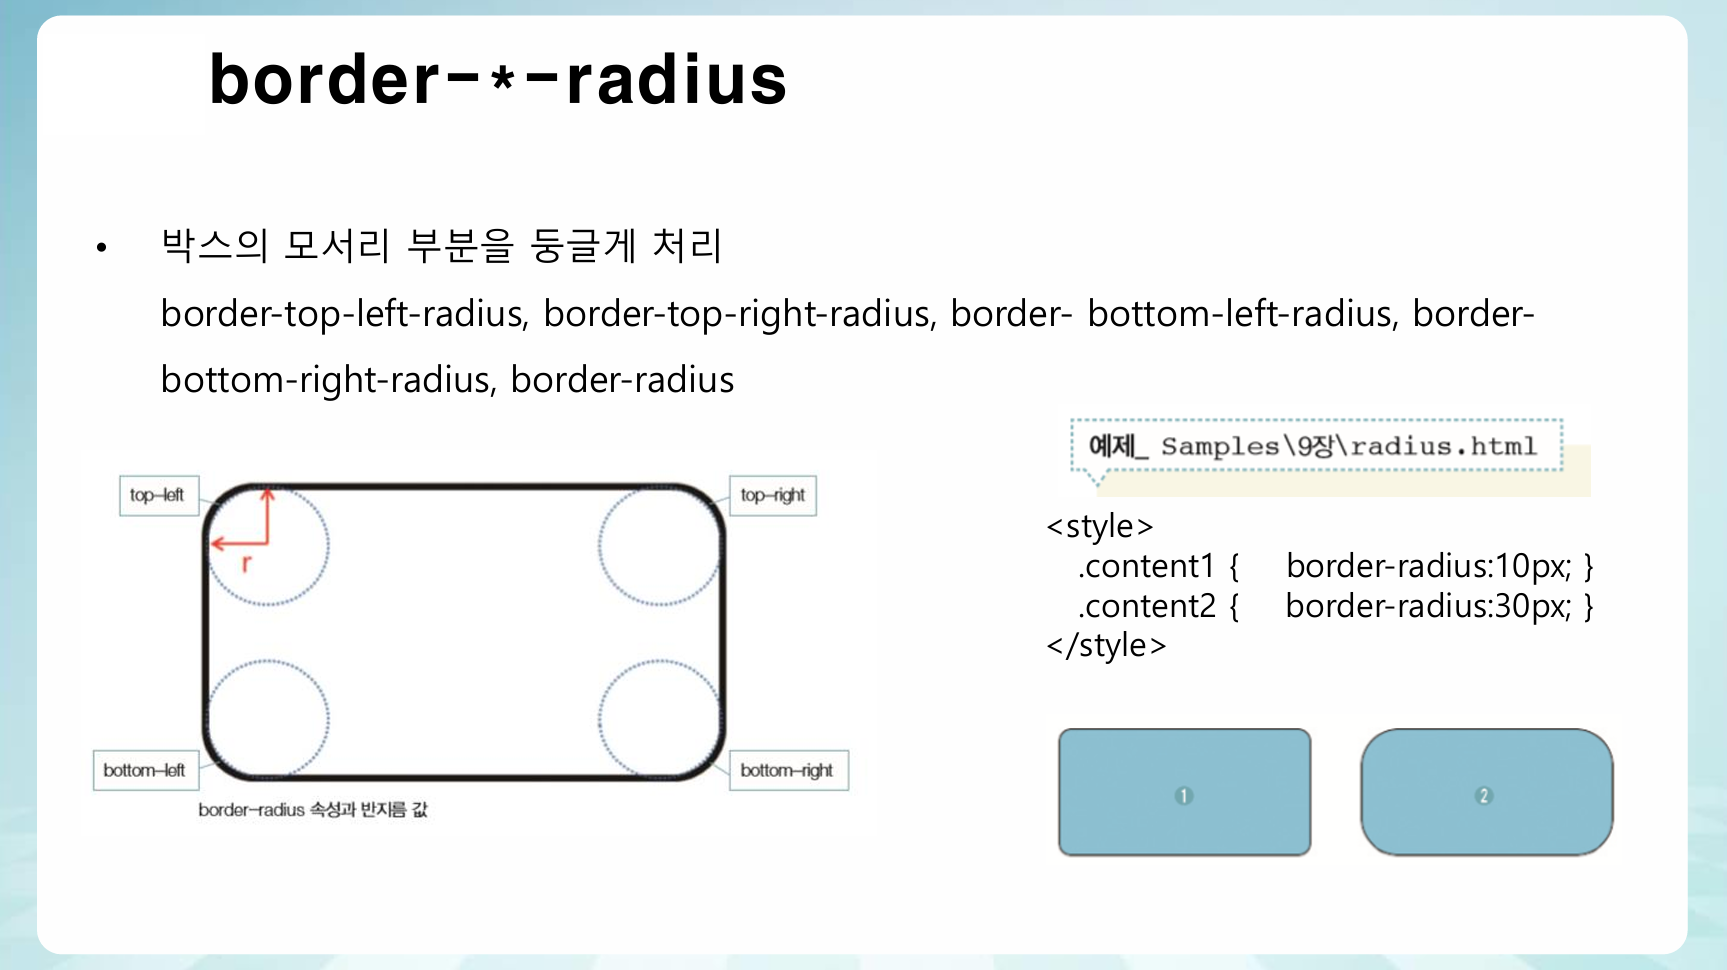 border-*-radius
• 박스의 모서리 부분을 둥글게 처리
border-top-left-radius, border-top-right-radius, border- bottom-left-radius, border-
bottom-right-radius, border-radius
top-left
top-right
r
bottom-left
bottom-right
border-radius 속성과 반지름 값
예제_ Samples\9장\radius.html
<style>
.content1 { border-radius:10px; }
.content2 { border-radius:30px; }
</style>
1
2